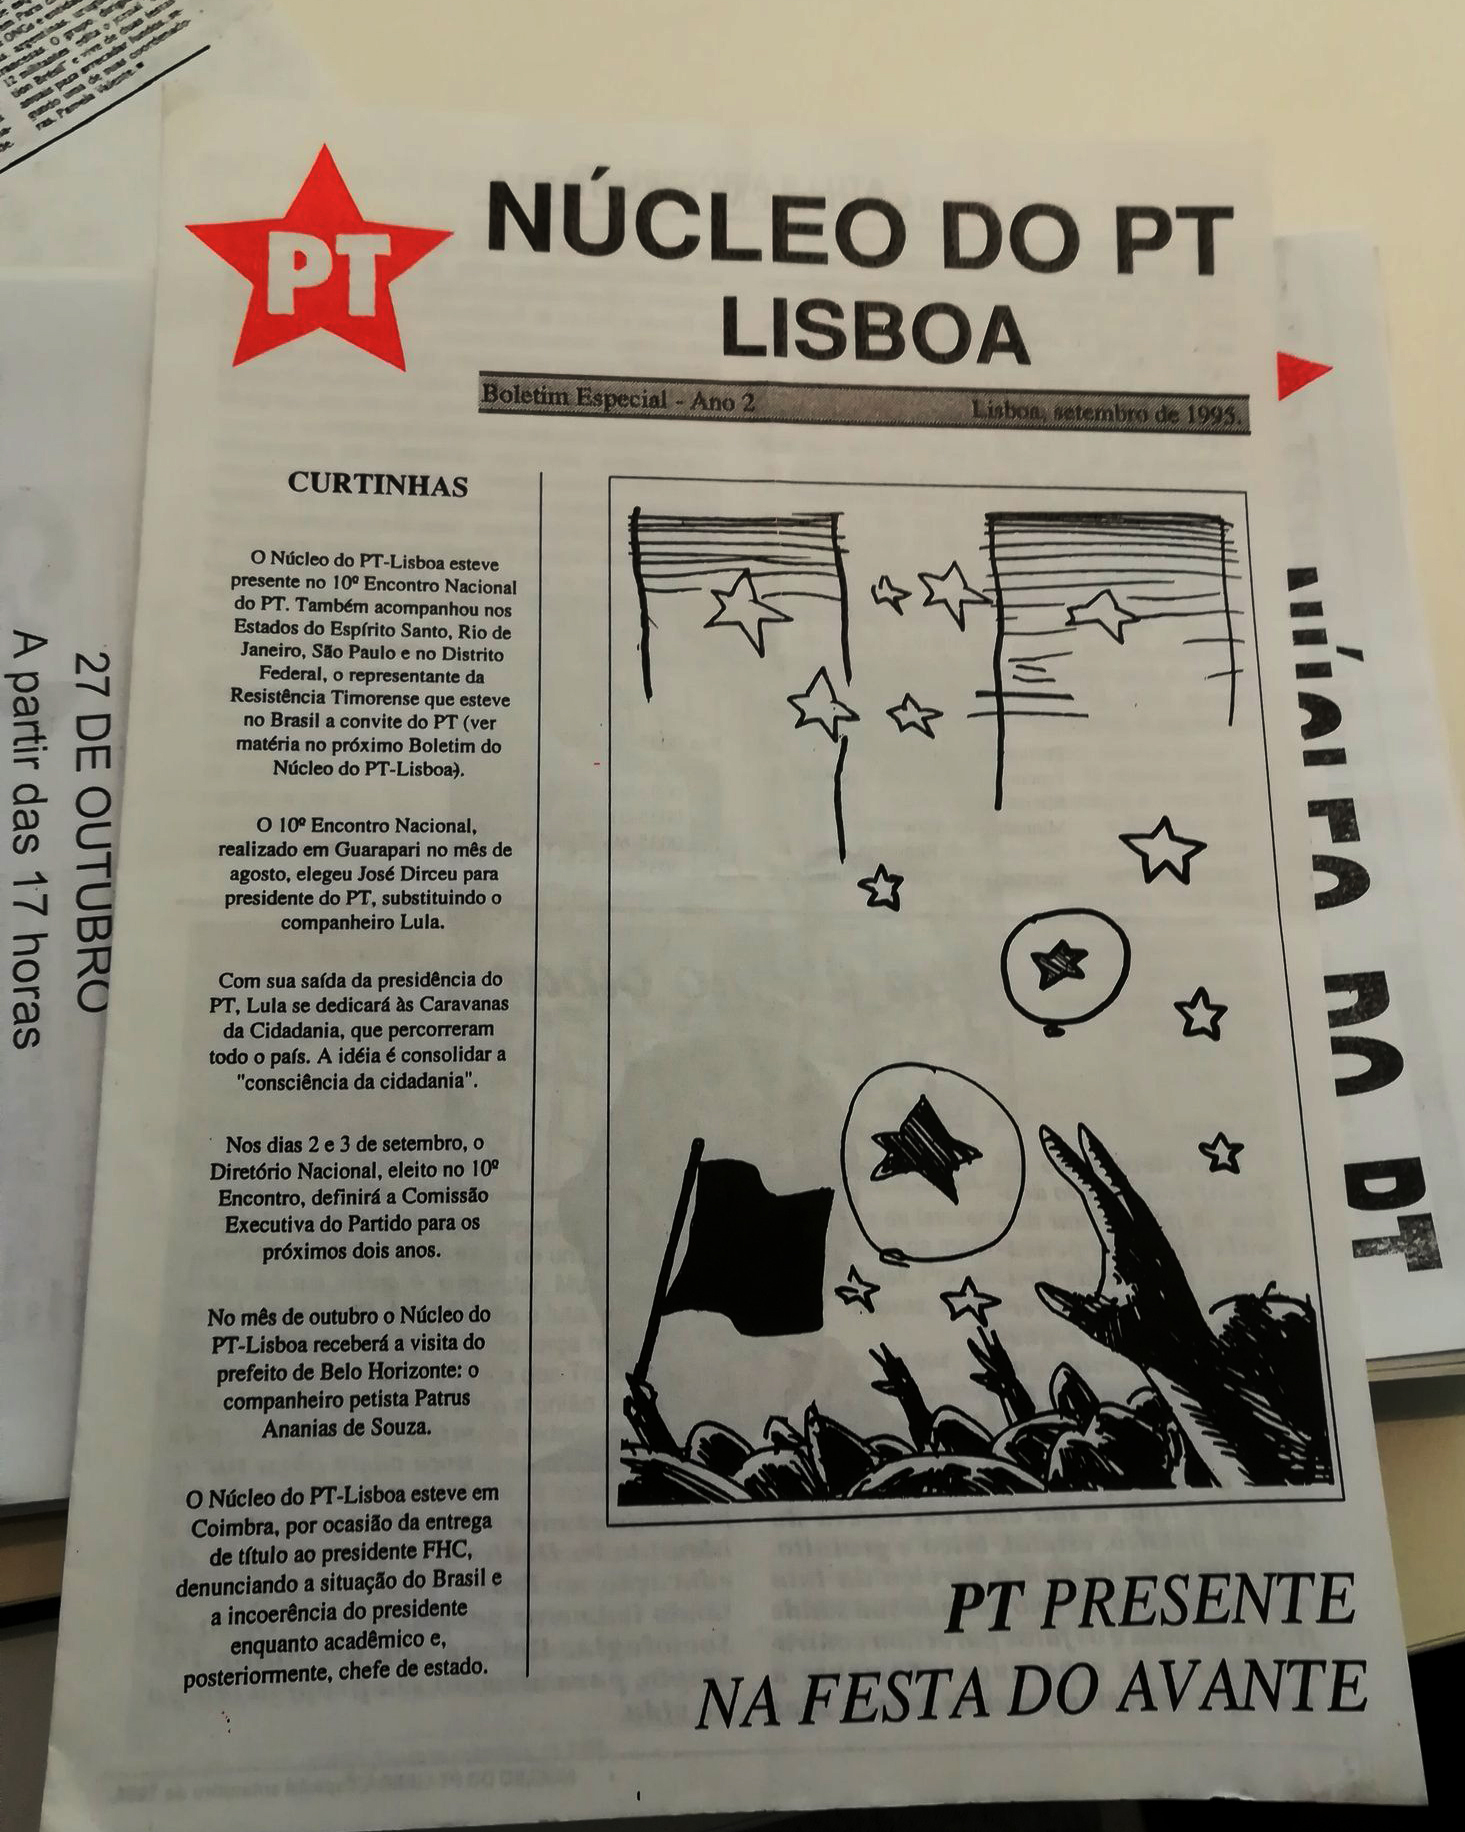 PT
NÚCLEO DO PT
LISBOA
Boletim Especial - Ano 2
Lisboa, setembro de 1995.
CURTINHAS
O Núcleo do PT-Lisboa esteve
presente no 10º Encontro Nacional
do PT. Também acompanhou nos
Estados do Espírito Santo, Rio de
Janeiro, São Paulo e no Distrito
Federal, o representante da
Resistência Timorense que esteve
no Brasil a convite do PT (ver
matéria no próximo Boletim do
Núcleo do PT-Lisboa).
O 10º Encontro Nacional,
realizado em Guarapari no mês de
agosto, elegeu José Dirceu para
presidente do PT, substituindo o
companheiro Lula.
Com sua saída da presidência do
PT, Lula se dedicará às Caravanas
da Cidadania, que percorreram
todo o país. A idéia é consolidar a
"consciência da cidadania".
Nos dias 2 e 3 de setembro, o
Diretório Nacional, eleito no 10º
Encontro, definirá a Comissão
Executiva do Partido para os
próximos dois anos.
No mês de outubro o Núcleo do
PT-Lisboa receberá a visita do
prefeito de Belo Horizonte: o
companheiro petista Patrus
Ananias de Souza.
O Núcleo do PT-Lisboa esteve em
Coimbra, por ocasião da entrega
de título ao presidente FHC,
denunciando a situação do Brasil e
a incoerência do presidente
enquanto acadêmico e,
posteriormente, chefe de estado.
PT PRESENTE
NA FESTA DO AVANTE
27 DE OUTUBRO
A partir das 17 horas
DO PT